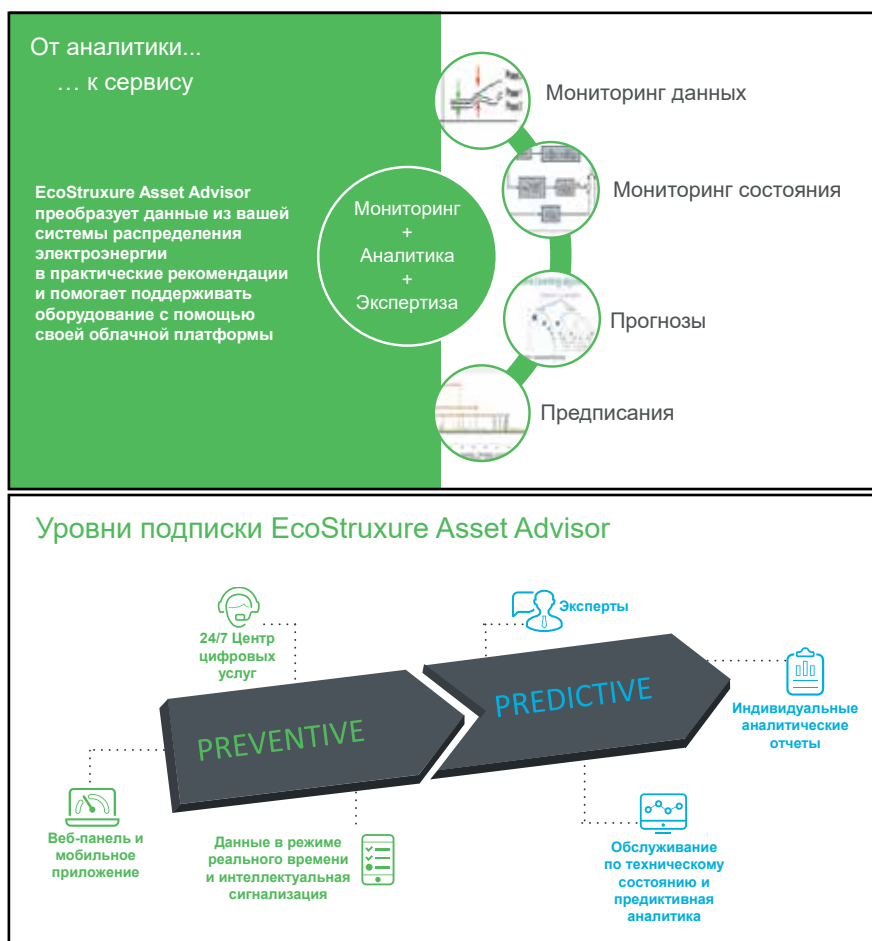 От аналитики...
... к сервису
EcoStruxure Asset Advisor
преобразует данные из вашей
системы распределения
электроэнергии
в практические рекомендации
и помогает поддерживать
оборудование с помощью
своей облачной платформы
Мониторинг
+
Аналитика
+
Экспертиза
Мониторинг данных
Мониторинг состояния
Прогнозы
Предписания
Уровни подписки EcoStruxure Asset Advisor
24/7 Центр
цифровых
услуг
Эксперты
PREVENTIVE
PREDICTIVE
Индивидуальные
аналитические
отчеты
Веб-панель и
мобильное
приложение
Данные в режиме
реального времени
и интеллектуальная
сигнализация
Обслуживание
по техническому
состоянию и
предиктивная
аналитика